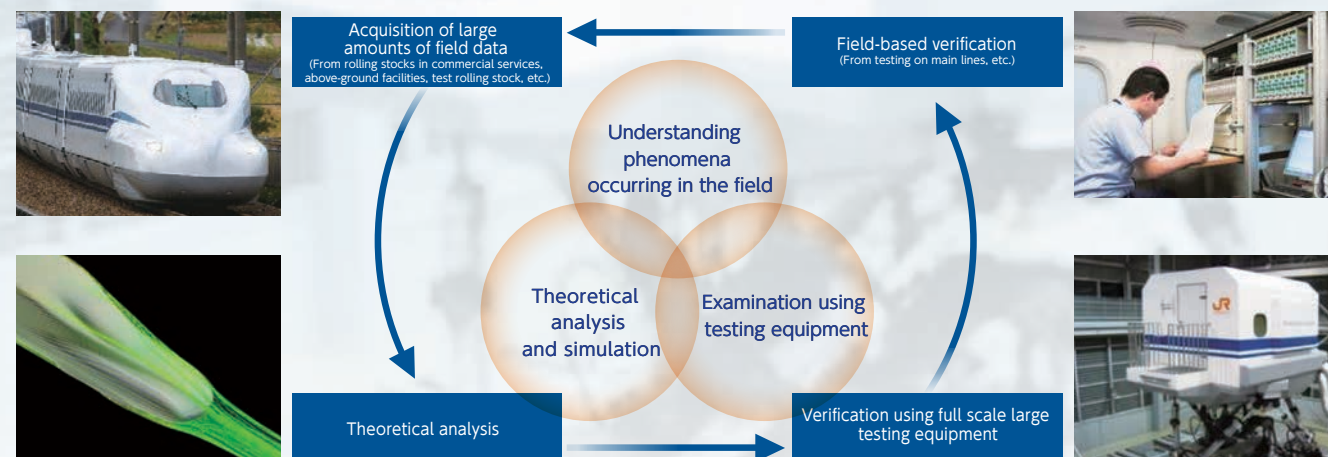 Acquisition of large
amounts of field data
(From rolling stocks in commercial services,
above-ground facilities, test rolling stock, etc.)
Field-based verification
(From testing on main lines, etc.)
Understanding
phenomena
occurring in the field
Theoretical
analysis
and simulation
Examination using
testing equipment
JR
Theoretical analysis
Verification using full scale large
testing equipment